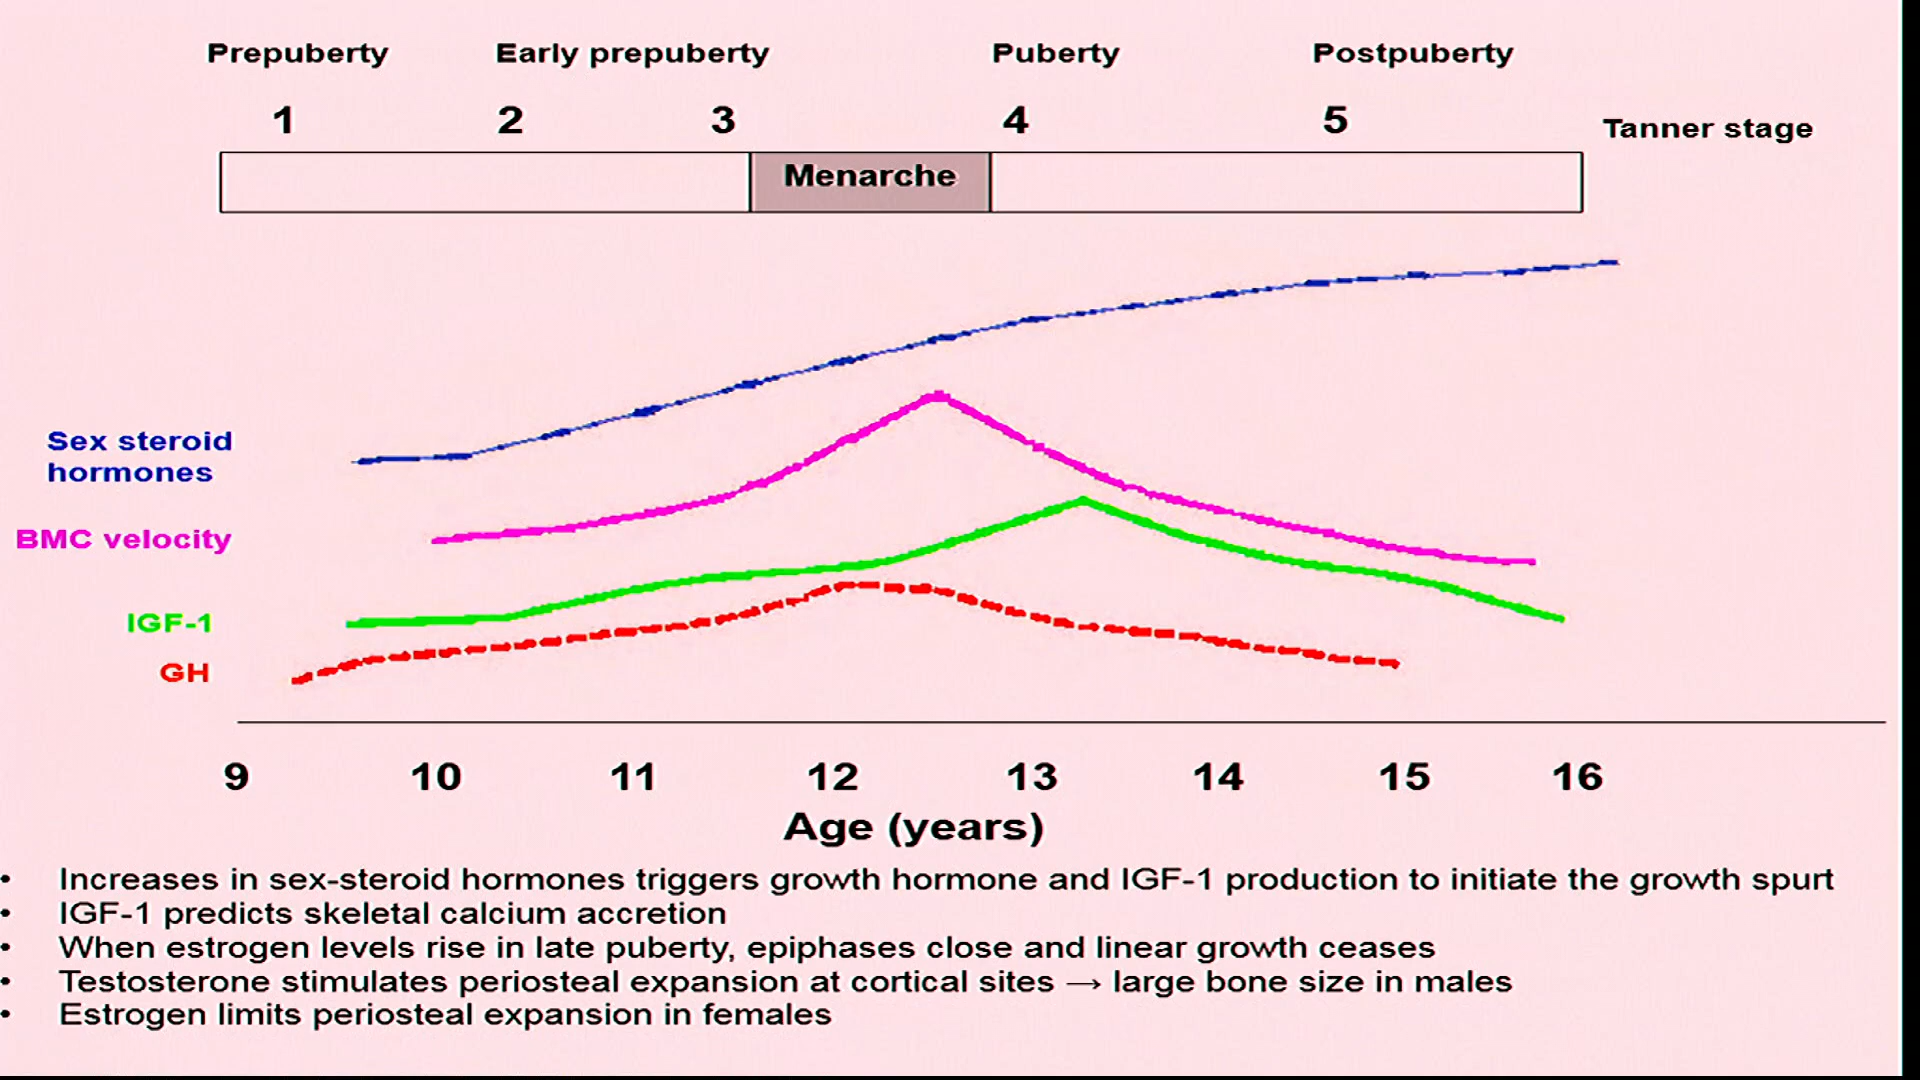 Prepuberty Early prepuberty Puberty Postpuberty
1 2 3 4 5 Tanner stage
Menarche
Sex steroid
hormones
BMC velocity
IGF-1
GH
9 10 11 12 13 14 15 16
Age (years)
• Increases in sex-steroid hormones triggers growth hormone and IGF-1 production to initiate the growth spurt
• IGF-1 predicts skeletal calcium accretion
• When estrogen levels rise in late puberty, epiphases close and linear growth ceases
• Testosterone stimulates periosteal expansion at cortical sites → large bone size in males
• Estrogen limits periosteal expansion in females